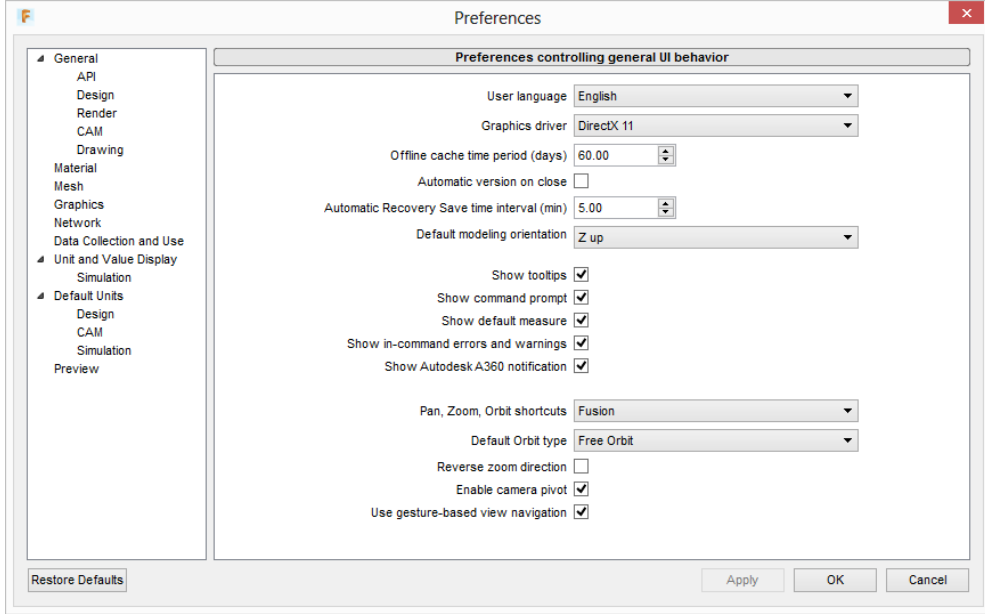 F
Preferences
General
API
Design
Render
CAM
Drawing
Material
Mesh
Graphics
Network
Data Collection and Use
Unit and Value Display
Simulation
Default Units
Design
CAM
Simulation
Preview
Preferences controlling general UI behavior
User language English
Graphics driver DirectX 11
Offline cache time period (days) 60.00
Automatic version on close
Automatic Recovery Save time interval (min) 5.00
Default modeling orientation Z up
Show tooltips
Show command prompt
Show default measure
Show in-command errors and warnings
Show Autodesk A360 notification
Pan, Zoom, Orbit shortcuts Fusion
Default Orbit type Free Orbit
Reverse zoom direction
Enable camera pivot
Use gesture-based view navigation
Restore Defaults Apply OK Cancel